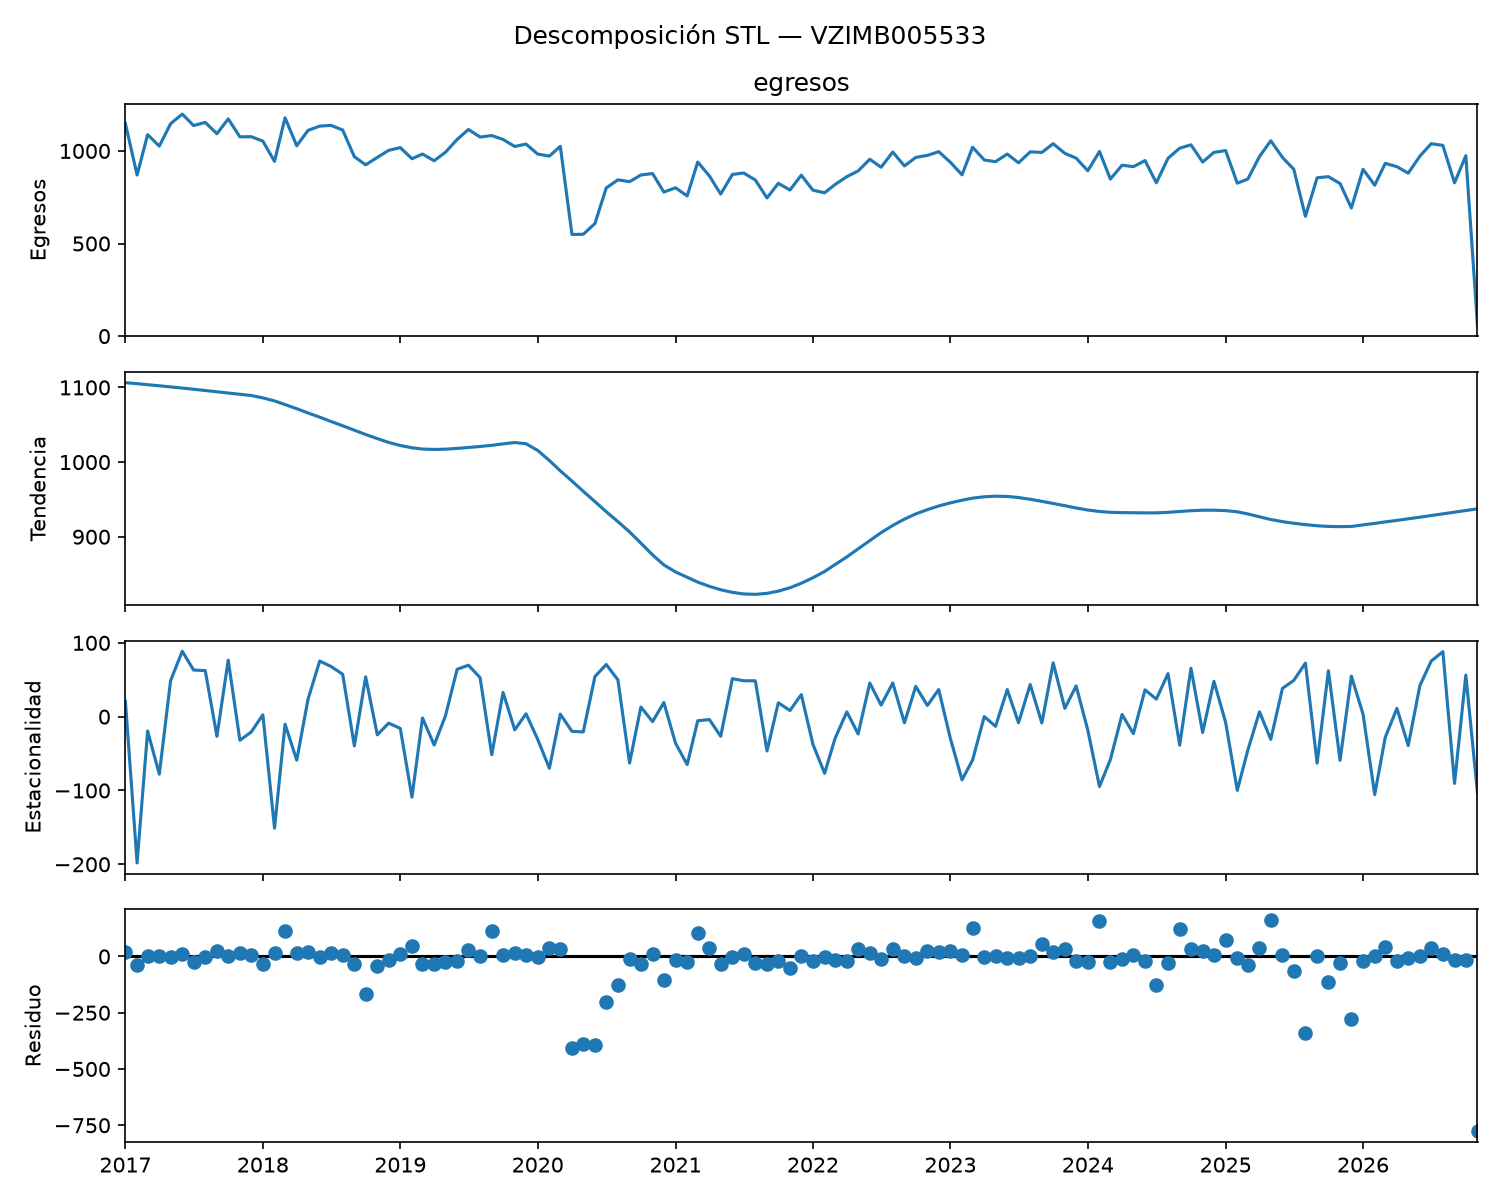 Descomposición STL — VZIMB005533
egresos
Egresos
1000
500
0
Tendencia
1100
1000
900
Estacionalidad
100
0
−100
−200
Residuo
0
−250
−500
−750
2017 2018 2019 2020 2021 2022 2023 2024 2025 2026